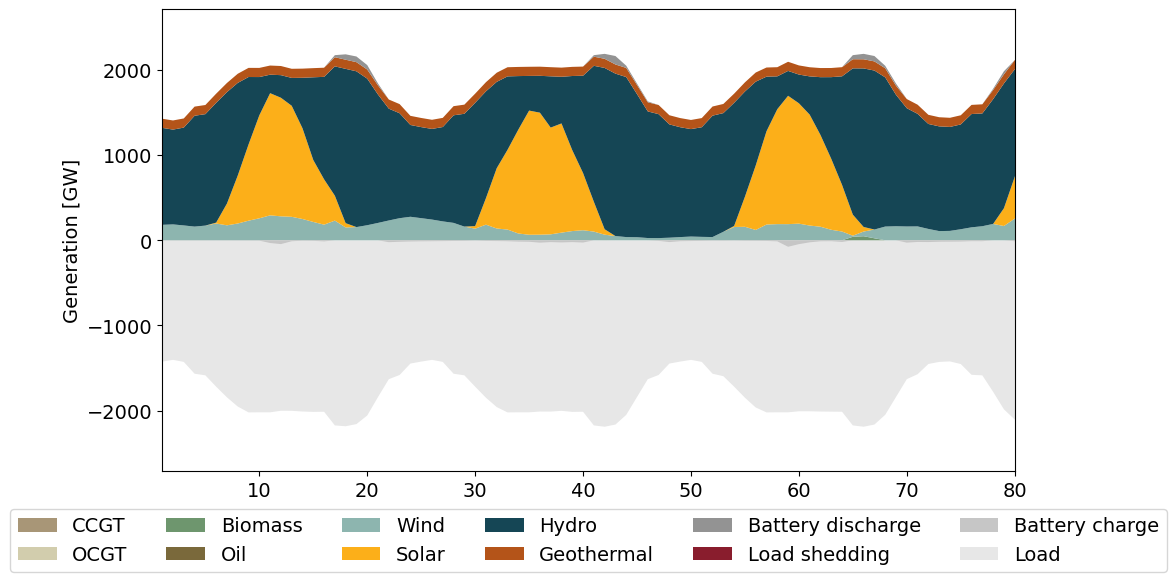 Generation [GW]
2000
1000
0
−1000
−2000
10 20 30 40 50 60 70 80
CCGT Biomass Wind Hydro Battery discharge Battery charge
OCGT Oil Solar Geothermal Load shedding Load